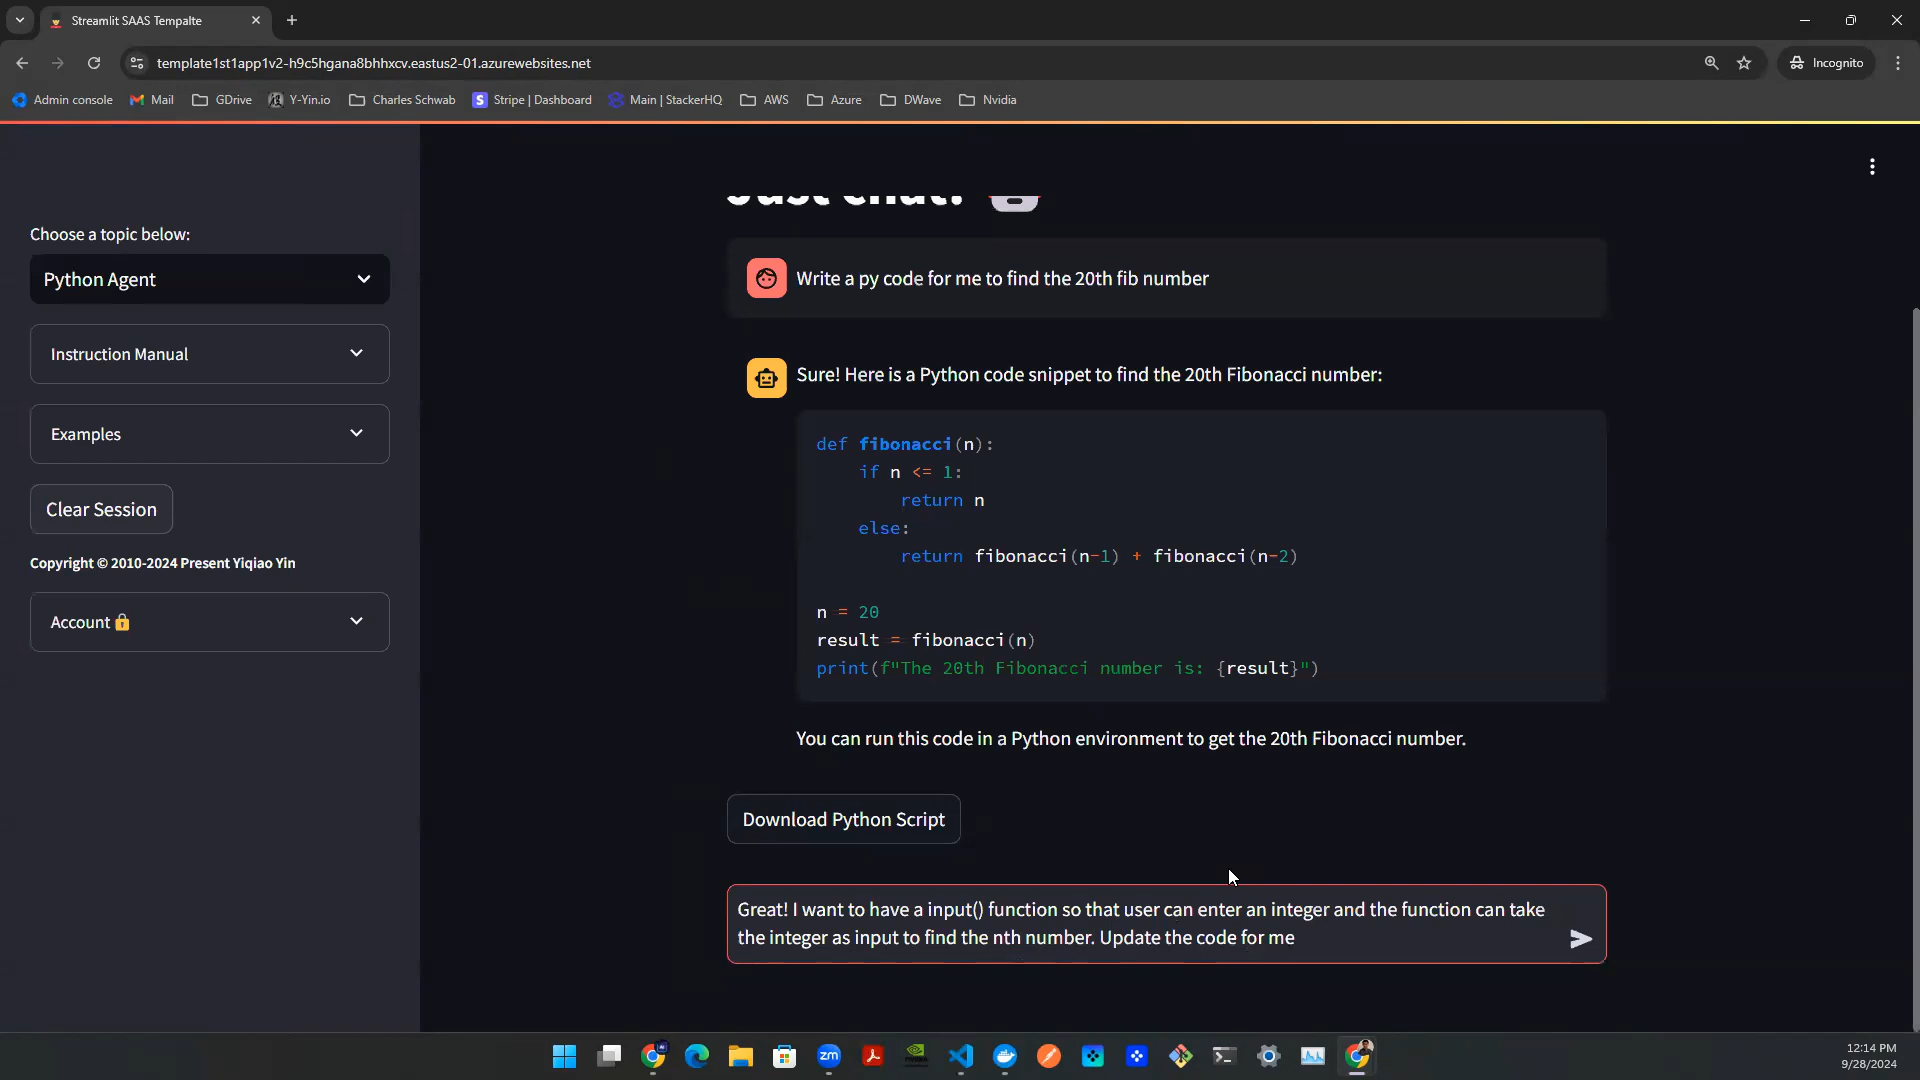 Streamlit SAAS Tempalte
template1st1app1v2-h9c5hgana8bhhxcv.eastus2-01.azurewebsites.net
Incognito
Admin console
Mail
GDrive
Y-Yin.io
Charles Schwab
Stripe | Dashboard
Main | StackerHQ
AWS
Azure
DWave
Nvidia
Just chat!
Choose a topic below:
Python Agent
Instruction Manual
Examples
Clear Session
Copyright © 2010-2024 Present Yiqiao Yin
Account
Write a py code for me to find the 20th fib number
Sure! Here is a Python code snippet to find the 20th Fibonacci number:
def fibonacci(n):
    if n <= 1:
        return n
    else:
        return fibonacci(n-1) + fibonacci(n-2)
n = 20
result = fibonacci(n)
print(f"The 20th Fibonacci number is: {result}")
You can run this code in a Python environment to get the 20th Fibonacci number.
Download Python Script
Great! I want to have a input() function so that user can enter an integer and the function can take
the integer as input to find the nth number. Update the code for me
zm
12:14 PM
9/28/2024